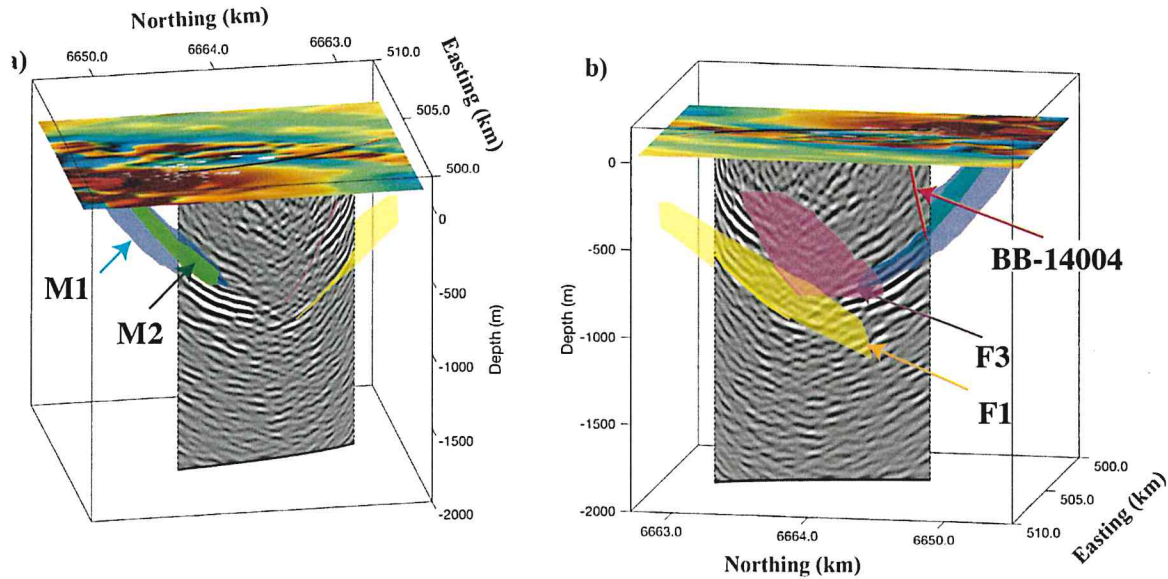 Northing (km)
6650.0
6664.0
6663.0
510.0
505.0
500.0
Easting (km)
a)
0
-500
-1000
-1500
-2000
Depth (m)
M1
M2
b)
0
-500
-1000
-1500
-2000
Depth (m)
BB-14004
F3
F1
6663.0
6664.0
6650.0
Northing (km)
500.0
505.0
510.0
Easting (km)